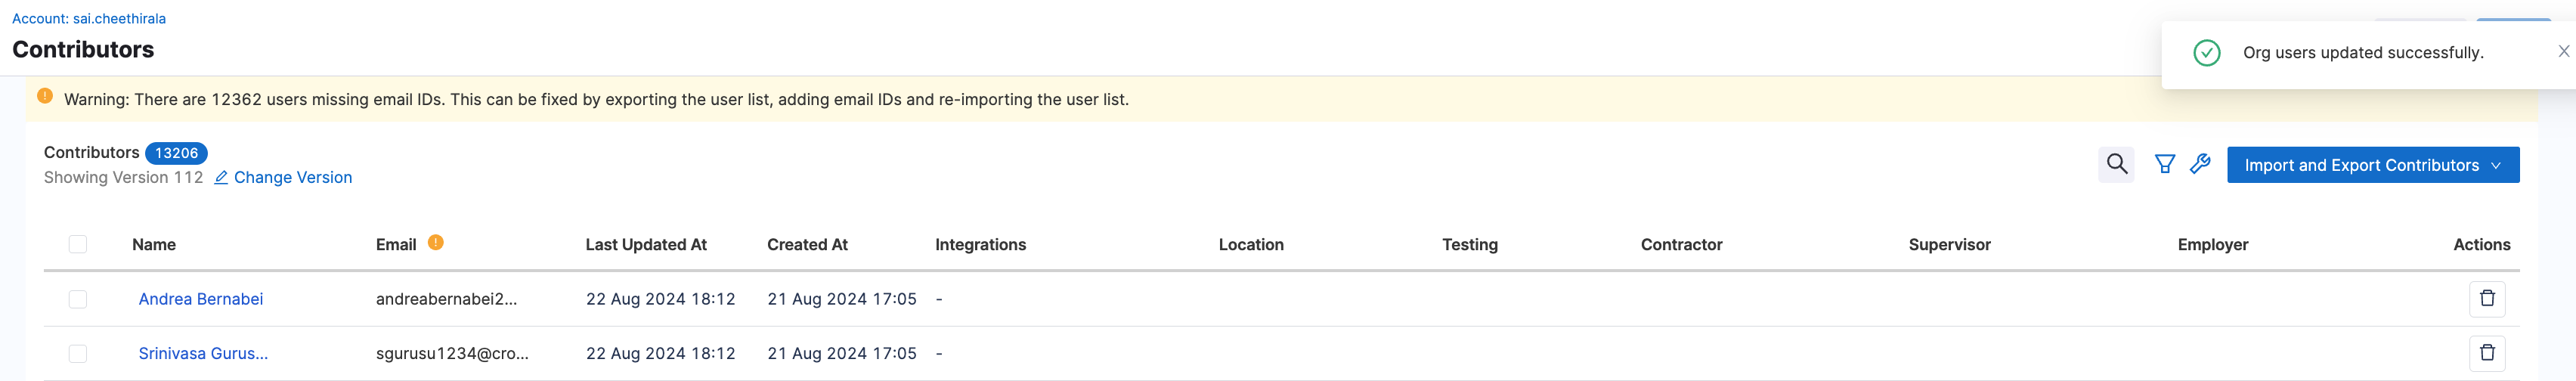 Account: sai.cheethirala
Contributors
Org users updated successfully.
Warning: There are 12362 users missing email IDs. This can be fixed by exporting the user list, adding email IDs and re-importing the user list.
Contributors 13206
Showing Version 112 Change Version
Import and Export Contributors
Name Email Last Updated At Created At Integrations Location Testing Contractor Supervisor Employer Actions
Andrea Bernabei andreabernabei2... 22 Aug 2024 18:12 21 Aug 2024 17:05 -
Srinivasa Gurus... sgurusu1234@cro... 22 Aug 2024 18:12 21 Aug 2024 17:05 -